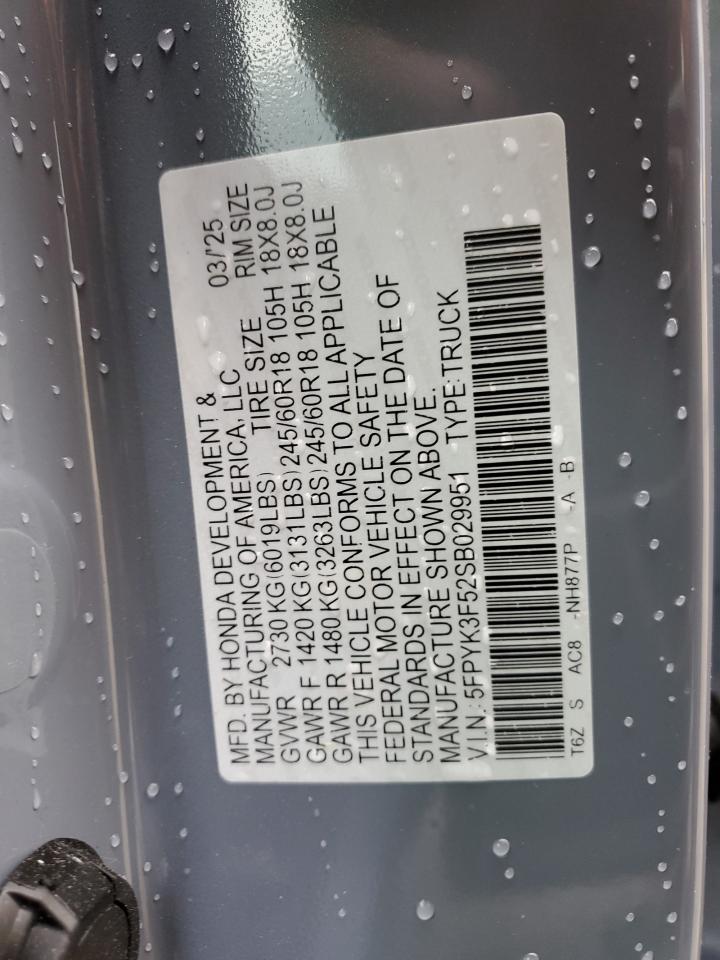 MFD. BY HONDA DEVELOPMENT &
MANUFACTURING OF AMERICA, LLC 03/'25
GVWR 2730 KG(6019LBS) TIRE SIZE RIM SIZE
GAWR F 1420 KG(3131LBS) 245/60R18 105H 18X8.0J
GAWR R 1480 KG(3263LBS) 245/60R18 105H 18X8.0J
THIS VEHICLE CONFORMS TO ALL APPLICABLE
FEDERAL MOTOR VEHICLE SAFETY
STANDARDS IN EFFECT ON THE DATE OF
MANUFACTURE SHOWN ABOVE.
V.I.N.: 5FPYK3F52SB029951 TYPE:TRUCK
T6Z S AC8 -NH877P -A -B